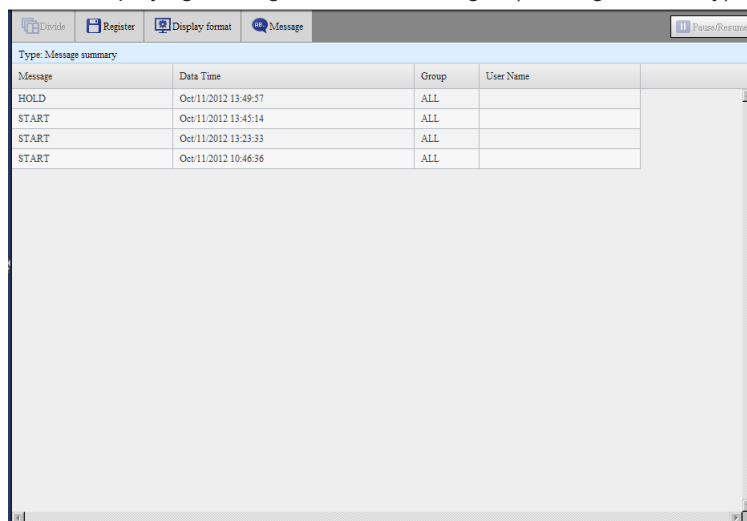 Divide Register Display format Message Pause/Resume
Type: Message summary
Message Data Time Group User Name
HOLD Oct/11/2012 13:49:57 ALL
START Oct/11/2012 13:45:14 ALL
START Oct/11/2012 13:23:33 ALL
START Oct/11/2012 10:46:36 ALL